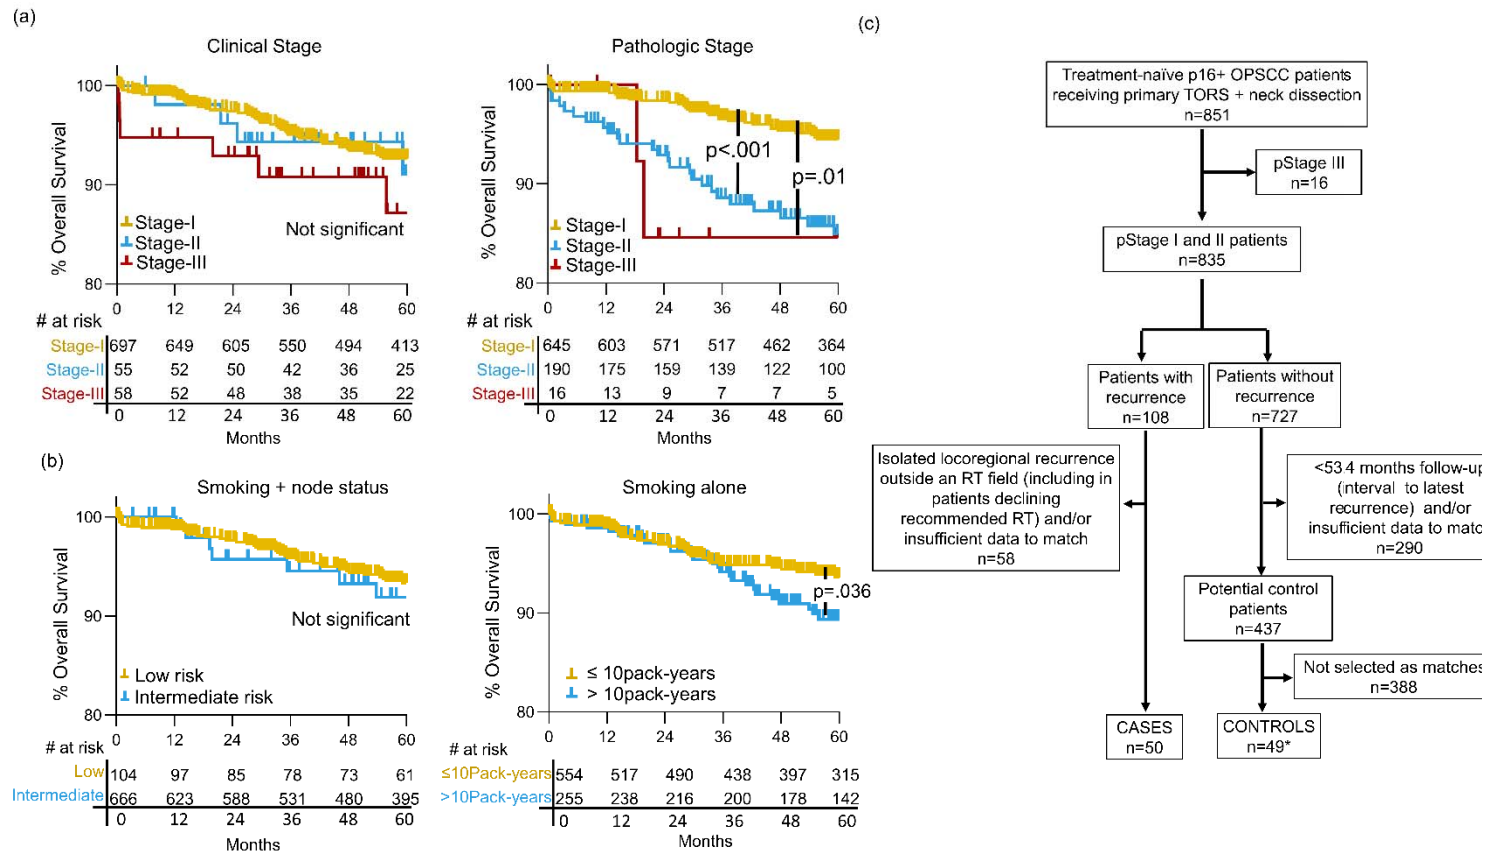 (a)
Clinical Stage
100
90
80
% Overall Survival
Stage-I
Stage-II
Stage-III
Not significant
0 12 24 36 48 60
# at risk
Stage-I 697 649 605 550 494 413
Stage-II 55 52 50 42 36 25
Stage-III 58 52 48 38 35 22
0 12 24 36 48 60
Months
Pathologic Stage
100
90
80
% Overall Survival
p<.001
p=.01
Stage-I
Stage-II
Stage-III
0 12 24 36 48 60
# at risk
Stage-I 645 603 571 517 462 364
Stage-II 190 175 159 139 122 100
Stage-III 16 13 9 7 7 5
0 12 24 36 48 60
Months
(b)
Smoking + node status
100
90
80
% Overall Survival
Not significant
Low risk
Intermediate risk
0 12 24 36 48 60
# at risk
Low 104 97 85 78 73 61
Intermediate 666 623 588 531 480 395
0 12 24 36 48 60
Months
Smoking alone
100
90
80
% Overall Survival
p=.036
≤ 10pack-years
> 10pack-years
0 12 24 36 48 60
# at risk
≤10Pack-years 554 517 490 438 397 315
>10Pack-years 255 238 216 200 178 142
0 12 24 36 48 60
Months
(c)
Treatment-naïve p16+ OPSCC patients
receiving primary TORS + neck dissection
n=851
pStage III
n=16
pStage I and II patients
n=835
Patients with
recurrence
n=108
Patients without
recurrence
n=727
Isolated locoregional recurrence
outside an RT field (including in
patients declining
recommended RT) and/or
insufficient data to match
n=58
<53.4 months follow-up
(interval to latest
recurrence) and/or
insufficient data to matc
n=290
Potential control
patients
n=437
Not selected as matches
n=388
CASES
n=50
CONTROLS
n=49*